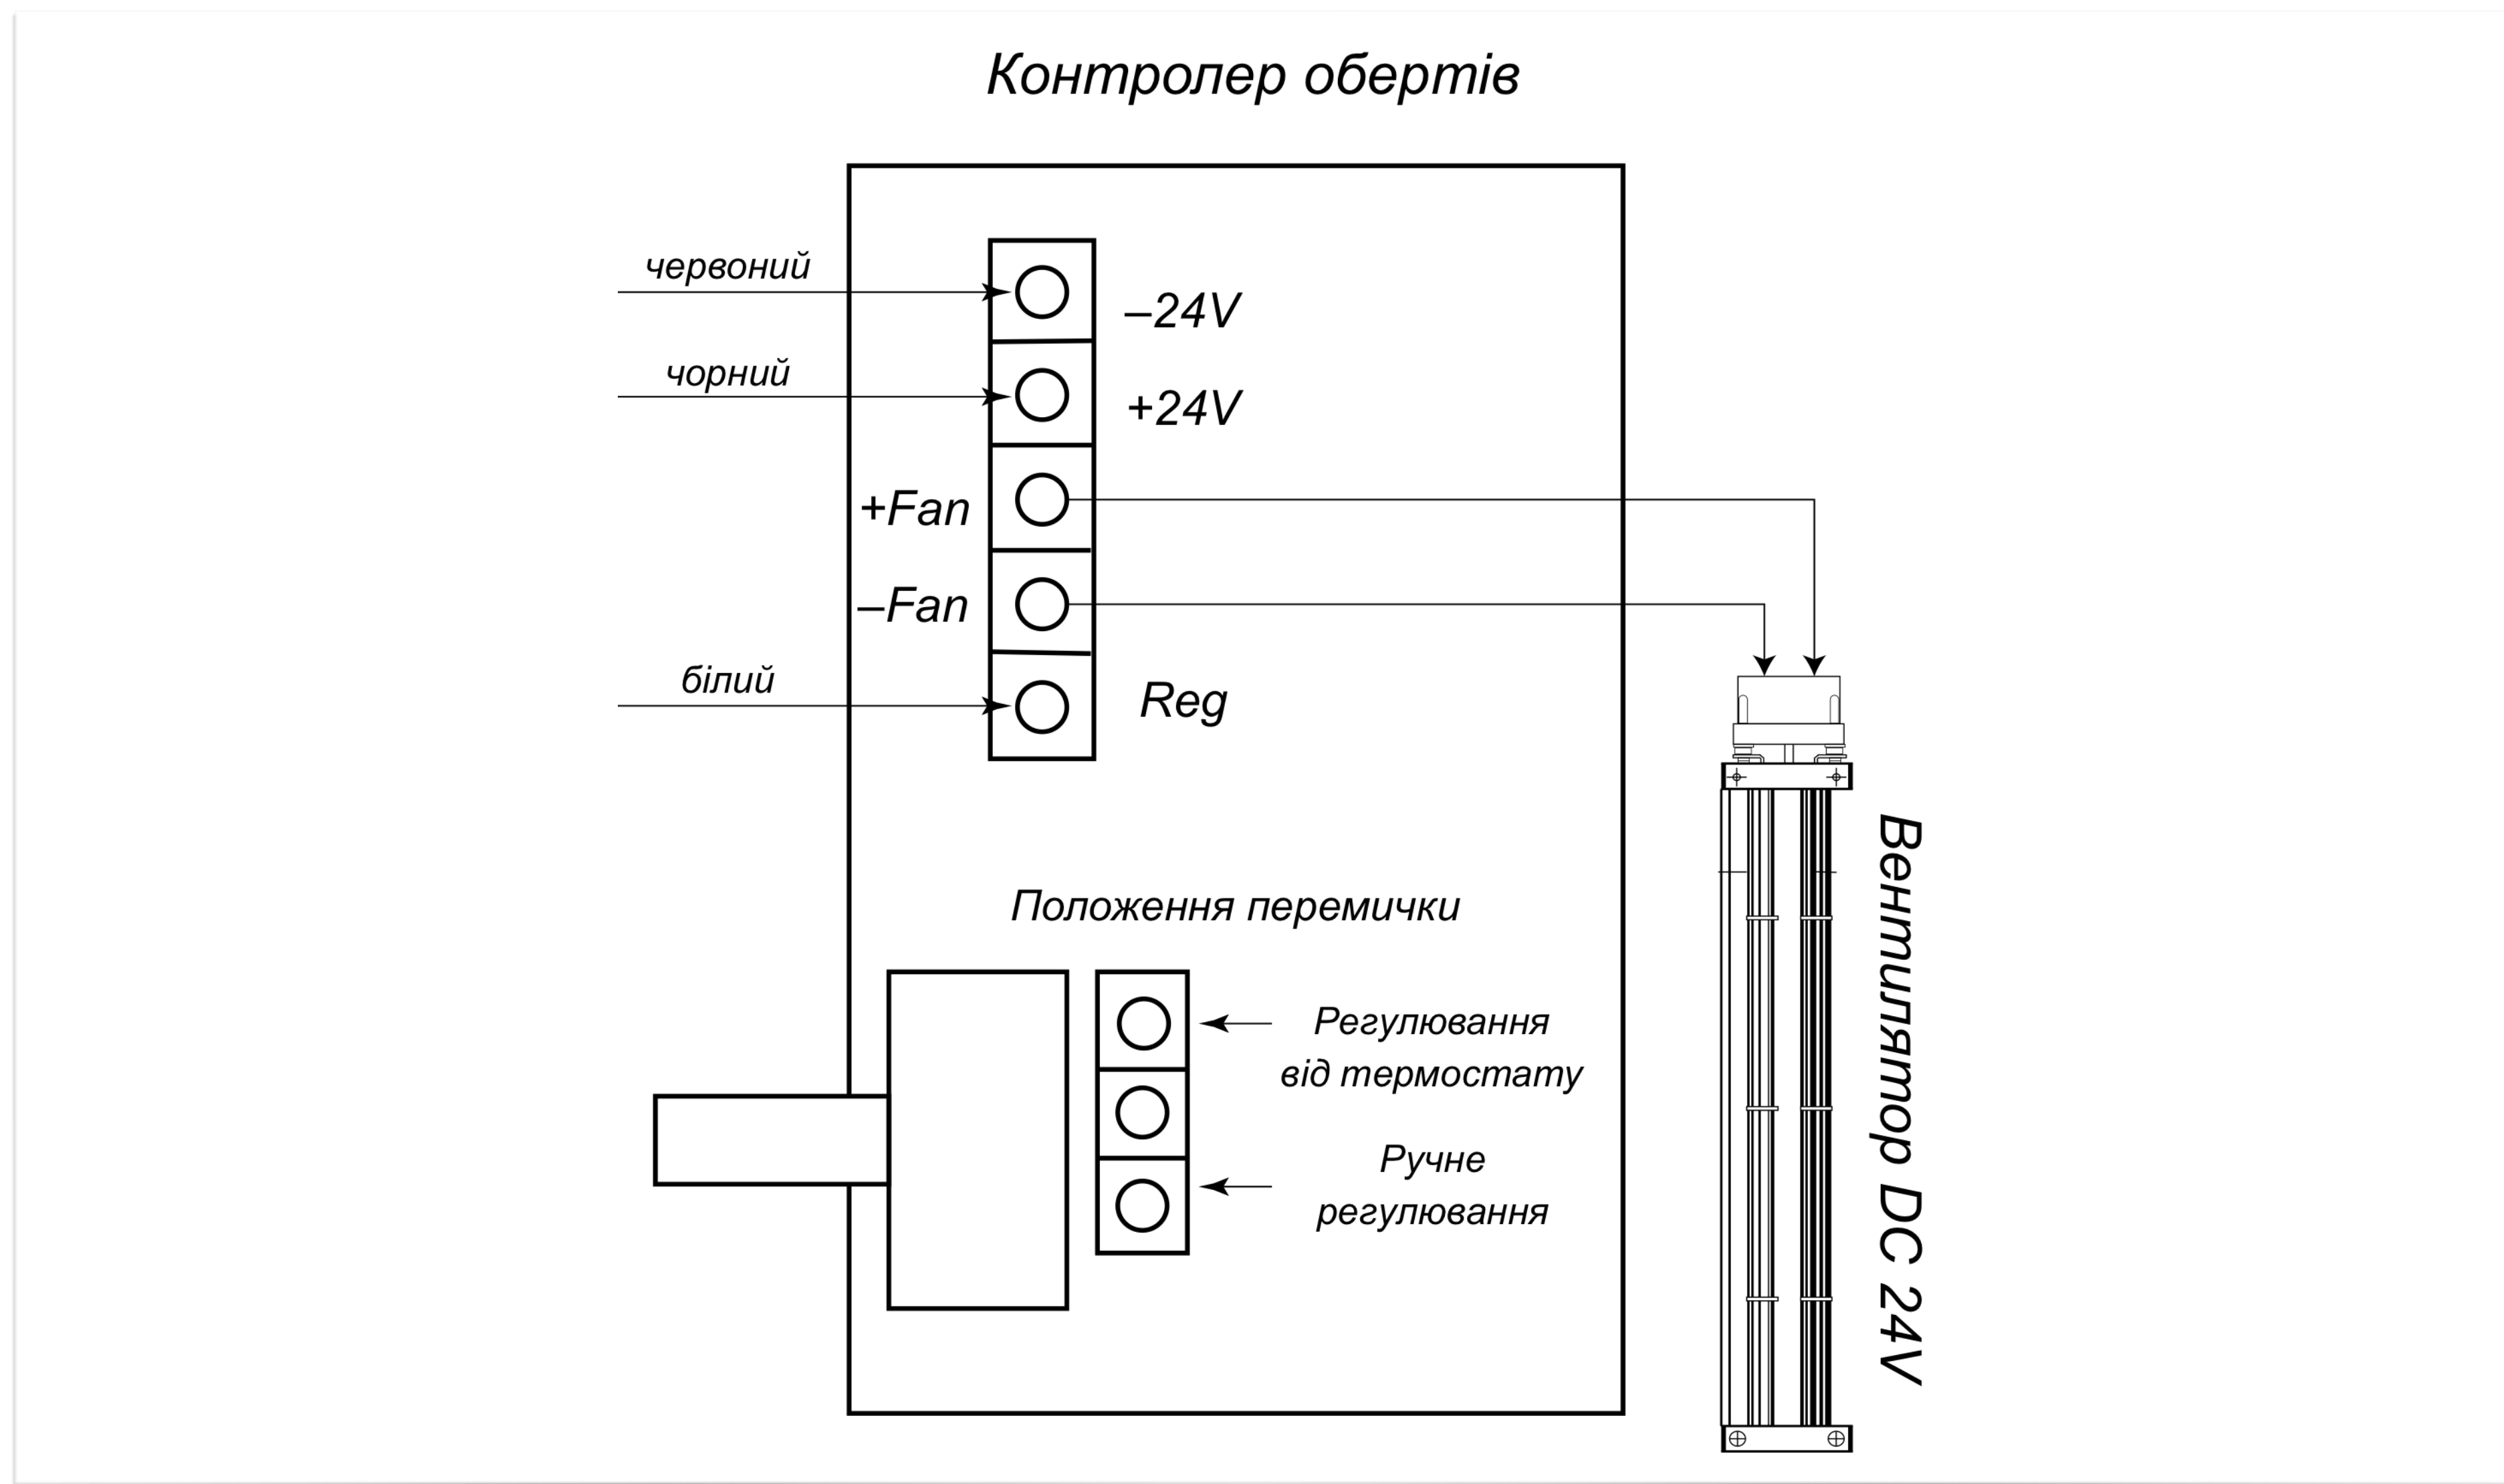 Контролер обертів
червоний
–24V
чорний
+24V
+Fan
–Fan
білий
Reg
Положення перемички
Регулювання
від термостату
Ручне
регулювання
Вентилятор DC 24V